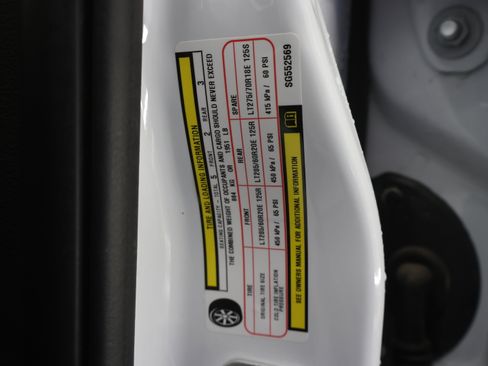 TIRE AND LOADING INFORMATION
SEATING CAPACITY - TOTAL 5 FRONT 2 REAR 3
THE COMBINED WEIGHT OF OCCUPANTS AND CARGO SHOULD NEVER EXCEED
884 KG OR 1951 LB
TIRE FRONT REAR SPARE
ORIGINAL TIRE SIZE LT285/60R20E 125R LT285/60R20E 125R LT275/70R18E 125S
COLD TIRE INFLATION PRESSURE 450 kPa / 65 PSI 450 kPa / 65 PSI 415 kPa / 60 PSI
SEE OWNERS MANUAL FOR ADDITIONAL INFORMATION
SG552569